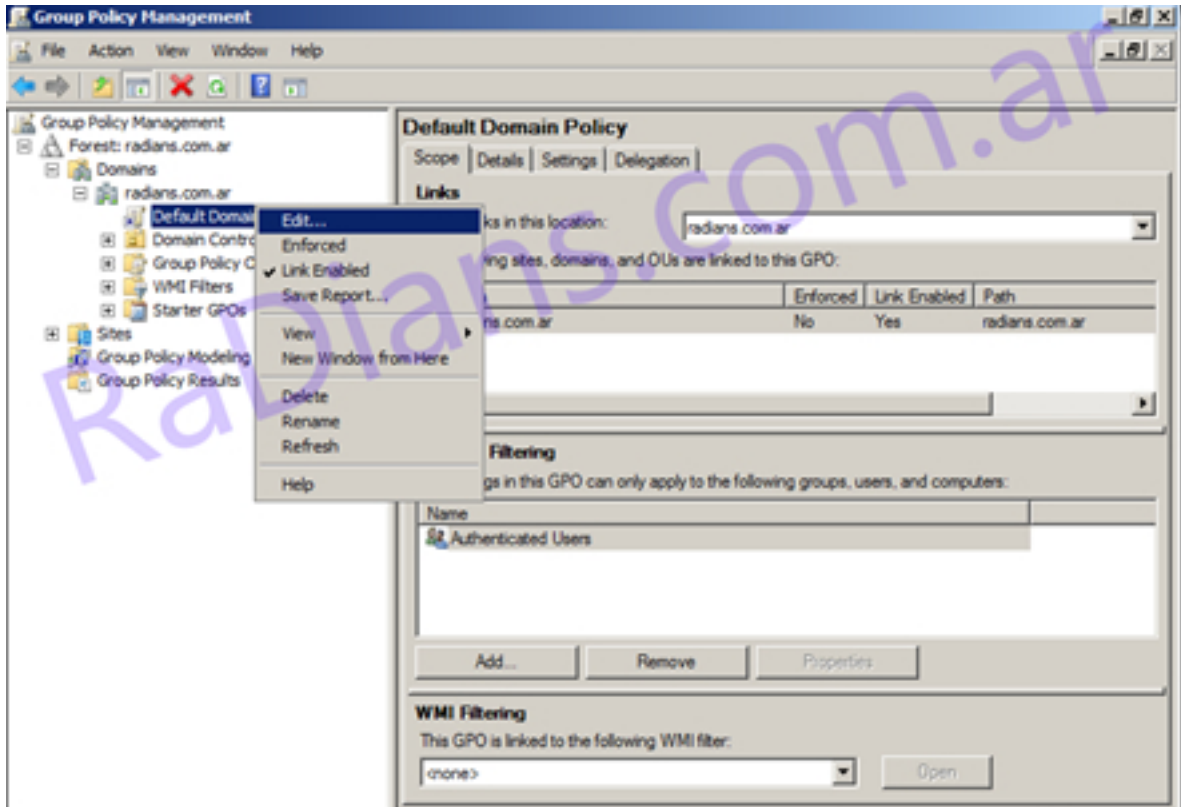 Group Policy Management
File Action View Window Help
Group Policy Management
Forest: radians.com.ar
Domains
radians.com.ar
Default Domai
Domain Contro
Group Policy C
WMI Filters
Starter GPOs
Sites
Group Policy Modeling
Group Policy Results
Edit...
Enforced
Link Enabled
Save Report...
View
New Window from Here
Delete
Rename
Refresh
Help
Default Domain Policy
Scope Details Settings Delegation
Links
ks in this location: radians.com.ar
ing sites, domains, and OUs are linked to this GPO:
Enforced Link Enabled Path
ns.com.ar No Yes radians.com.ar
Filtering
gs in this GPO can only apply to the following groups, users, and computers:
Name
Authenticated Users
Add... Remove Properties
WMI Filtering
This GPO is linked to the following WMI filter:
<none> Open
RaDians.com.ar